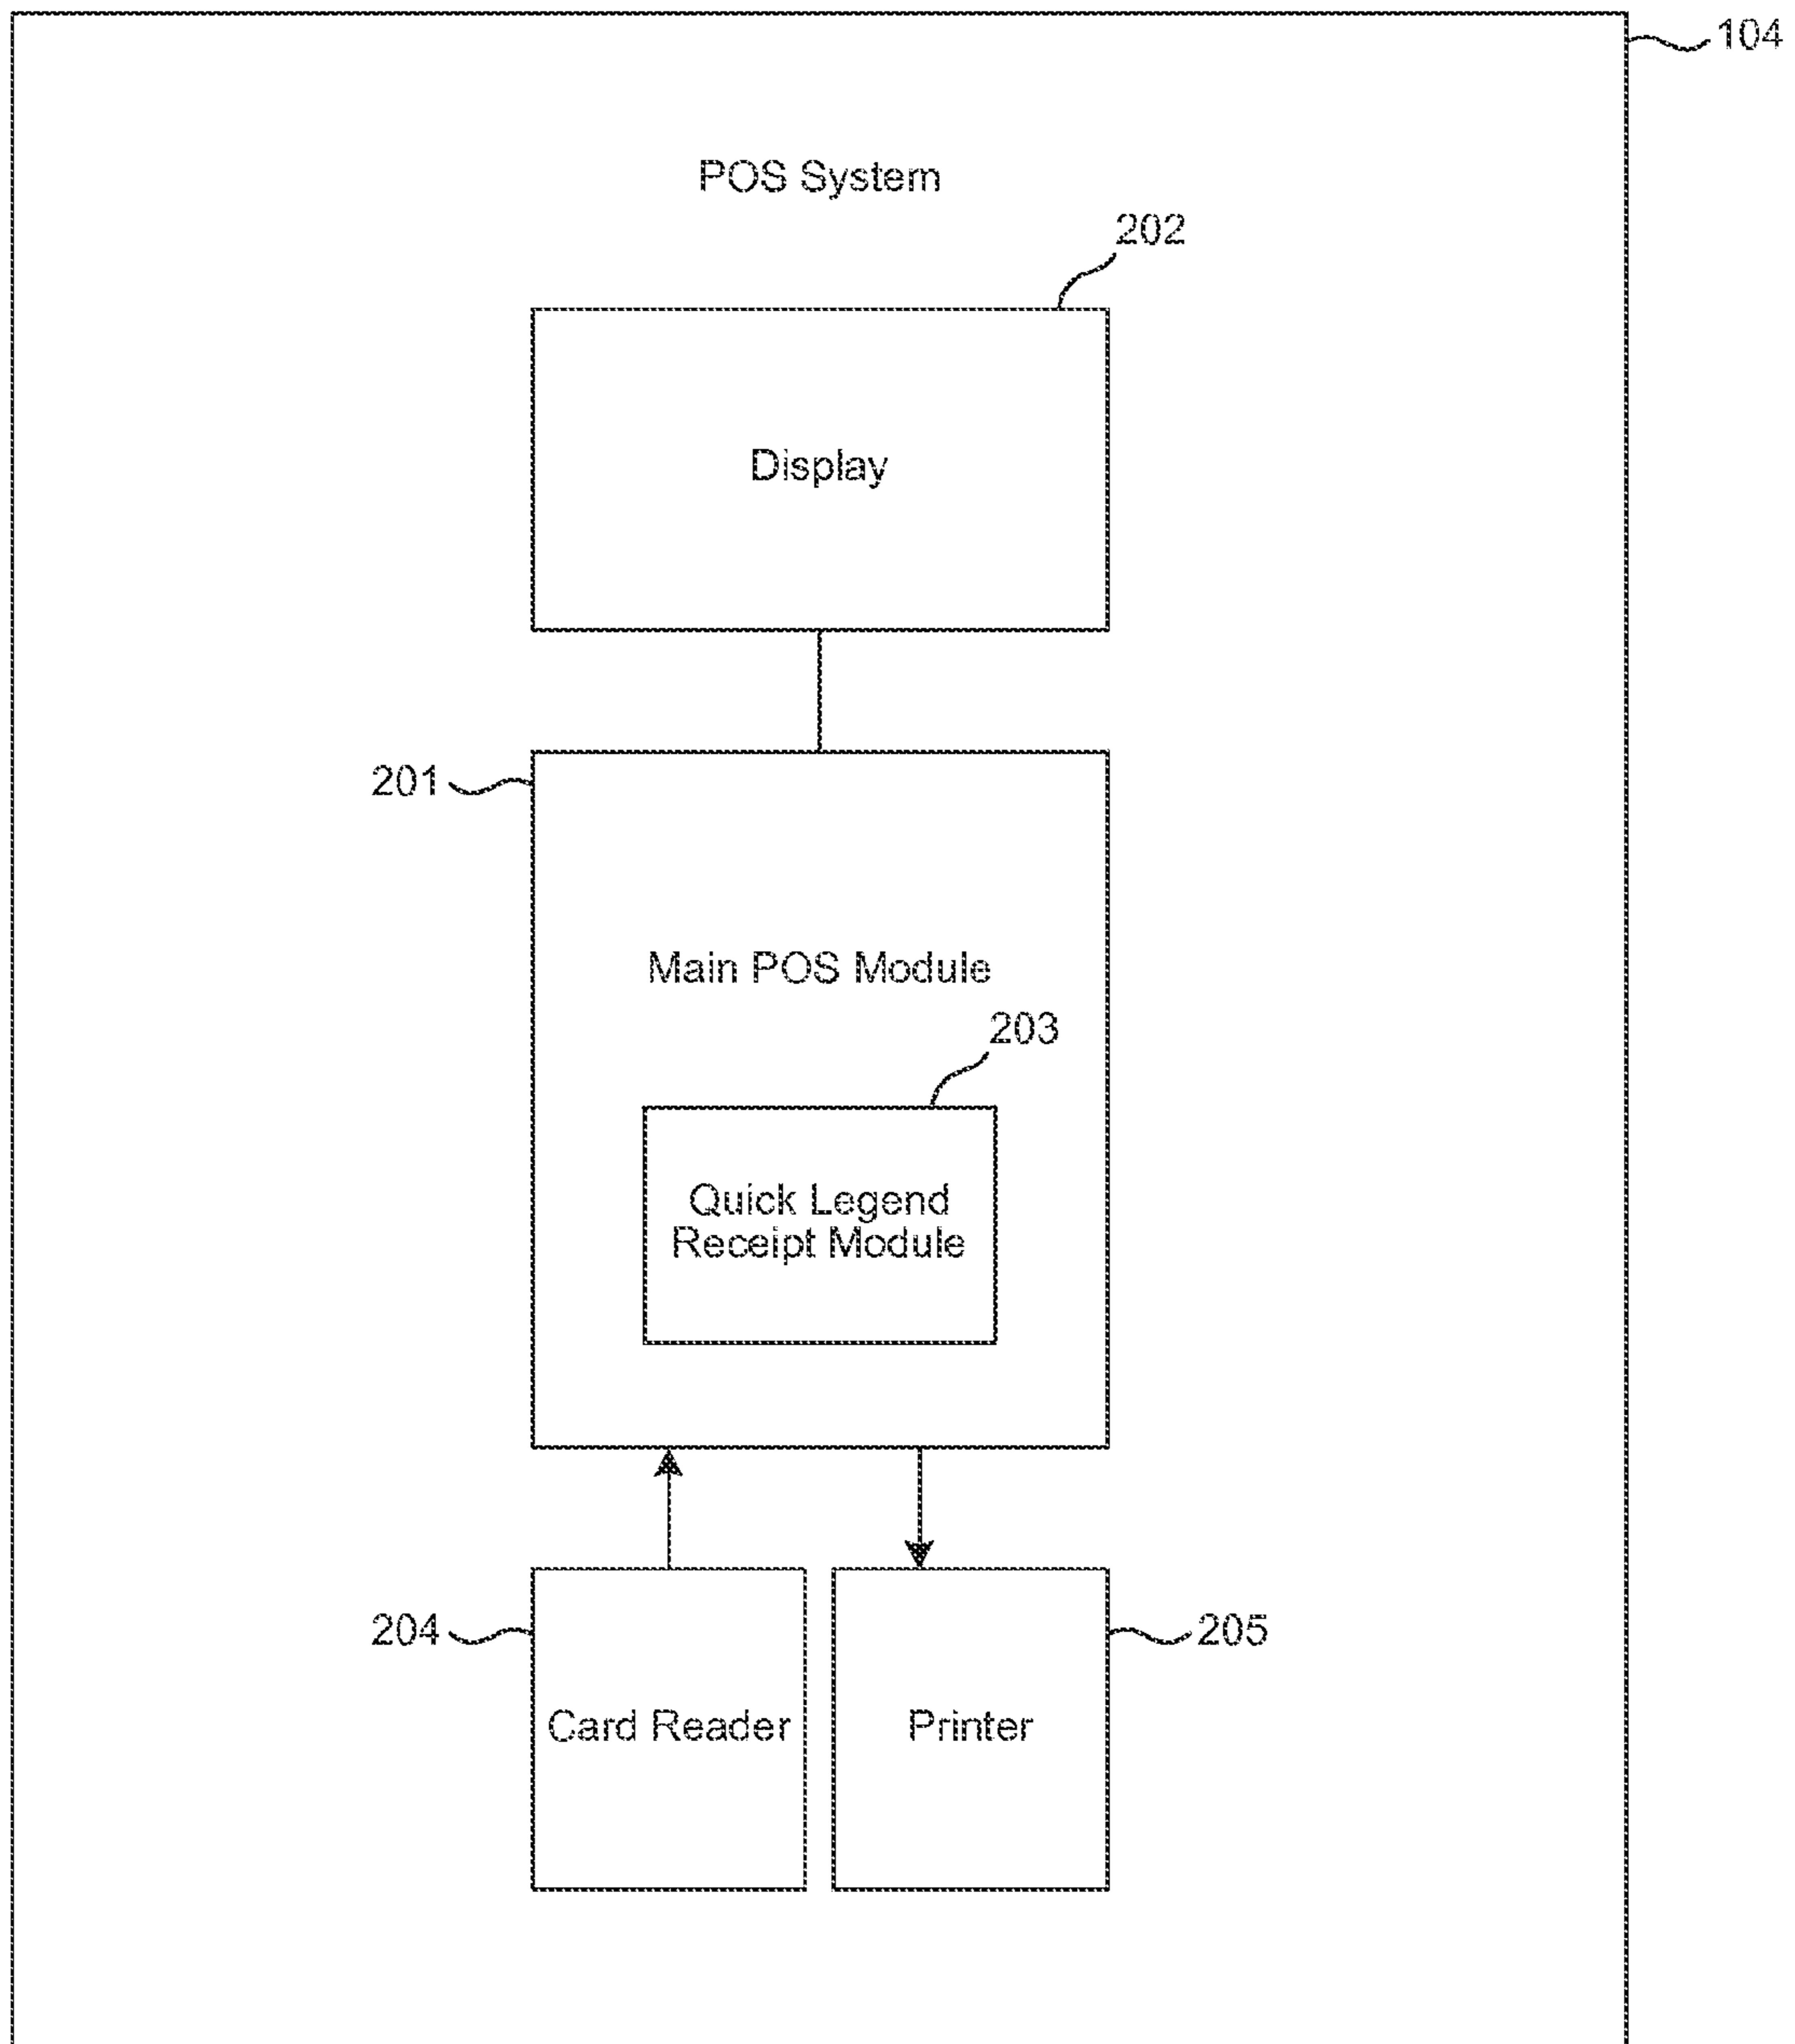 104
POS System
202
Display
201
Main POS Module
203
Quick Legend
Receipt Module
204
205
Card Reader
Printer